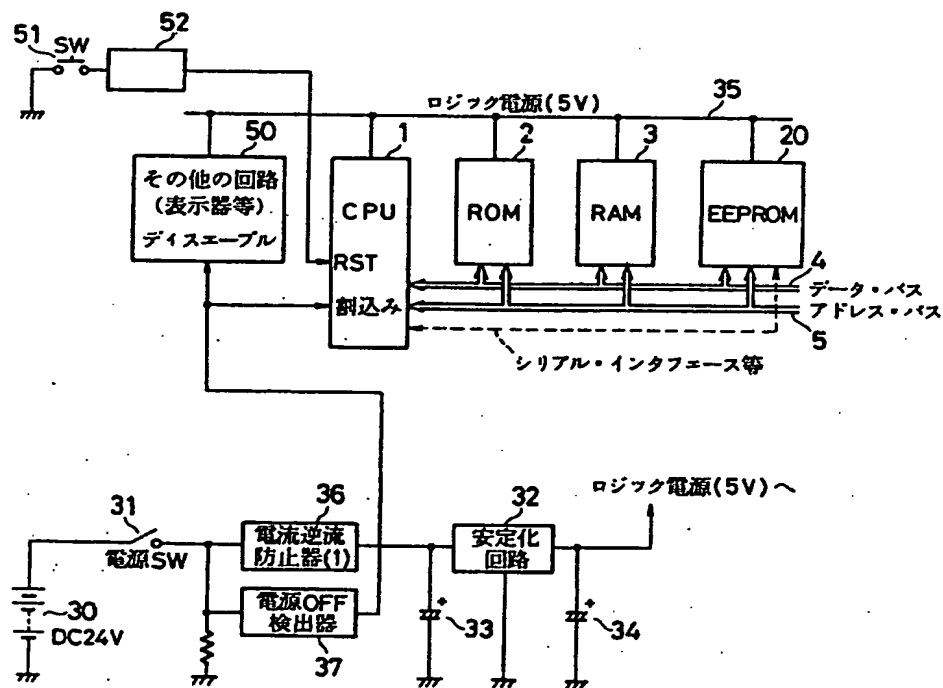 51
SW
52
ロジック電源(5V)
35
50
その他の回路
(表示器等)
ディスエーブル
1
CPU
RST
割込み
2
ROM
3
RAM
20
EEPROM
4
データ・バス
アドレス・バス
5
シリアル・インタフェース等
ロジック電源(5V)へ
31
電源SW
36
電流逆流
防止器(1)
32
安定化
回路
30
DC24V
電源OFF
検出器
37
+
33
+
34